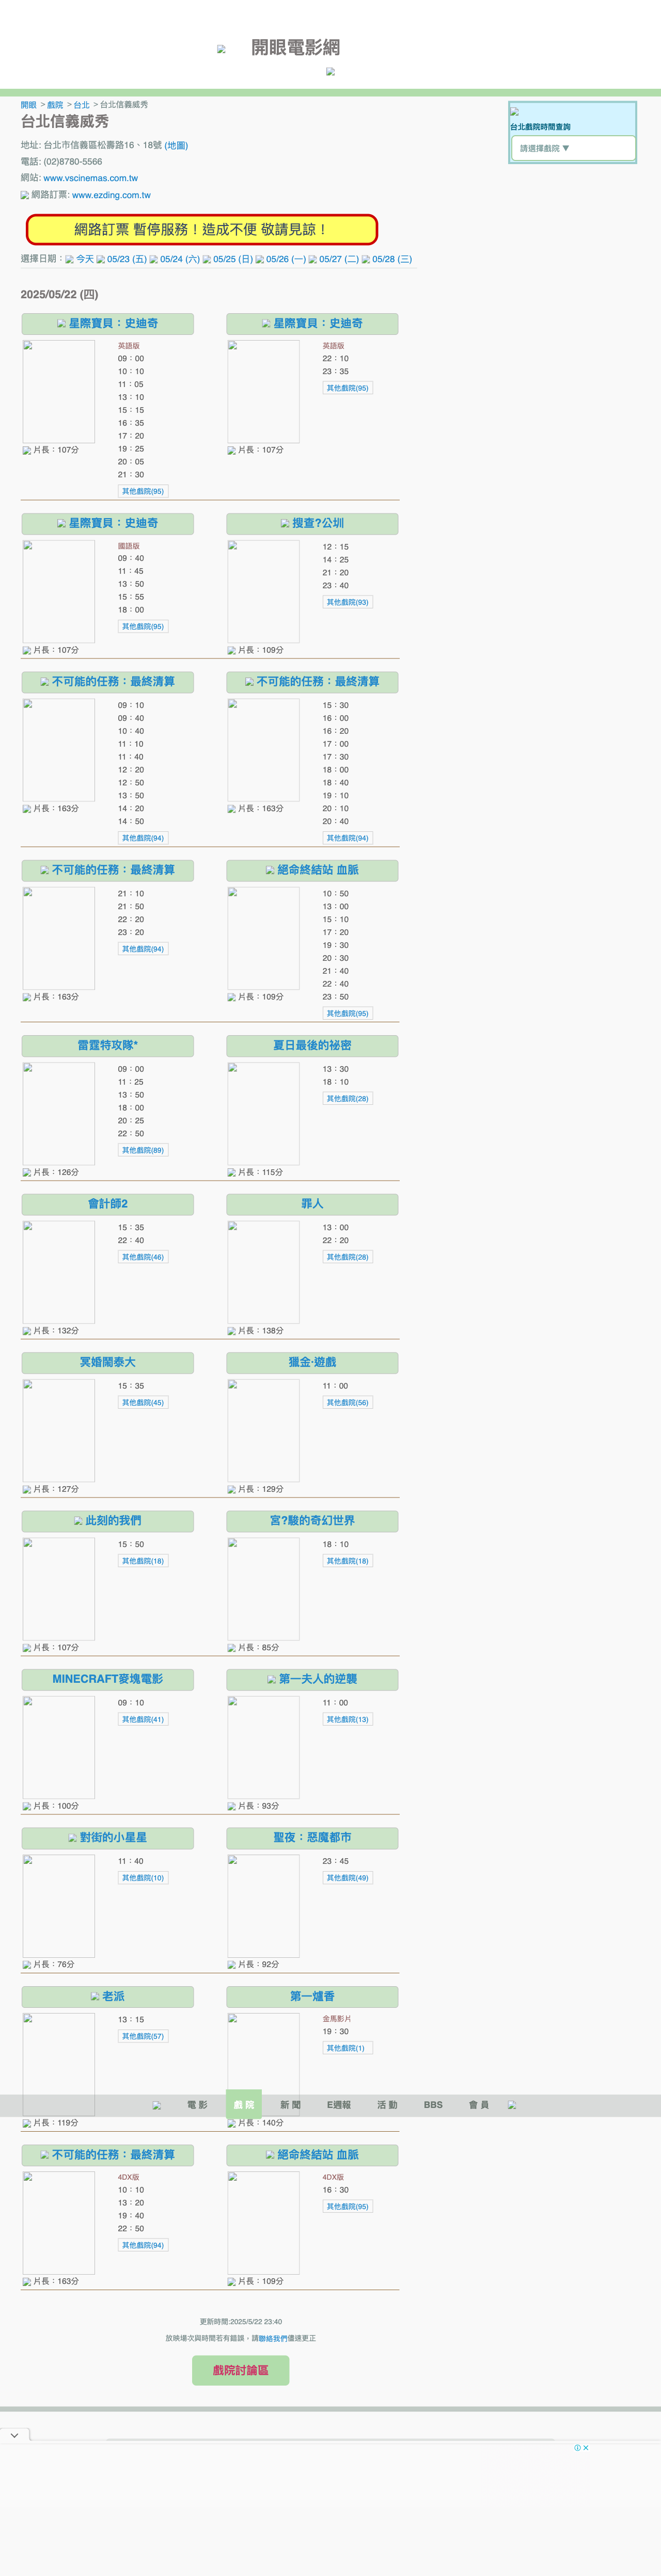 開眼電影網
開眼 > 戲院 > 台北 > 台北信義威秀
台北信義威秀
地址: 台北市信義區松壽路16、18號 (地圖)
電話: (02)8780-5566
網站: www.vscinemas.com.tw
網路訂票: www.ezding.com.tw
台北戲院時間查詢
請選擇戲院 ▼
網路訂票 暫停服務！造成不便 敬請見諒！
選擇日期： 今天 05/23 (五) 05/24 (六) 05/25 (日) 05/26 (一) 05/27 (二) 05/28 (三)
2025/05/22 (四)
星際寶貝：史迪奇
英語版
09：00
10：10
11：05
13：10
15：15
16：35
17：20
19：25
20：05
21：30
其他戲院(95)
片長：107分
星際寶貝：史迪奇
英語版
22：10
23：35
其他戲院(95)
片長：107分
星際寶貝：史迪奇
國語版
09：40
11：45
13：50
15：55
18：00
其他戲院(95)
片長：107分
搜查?公圳
12：15
14：25
21：20
23：40
其他戲院(93)
片長：109分
不可能的任務：最終清算
09：10
09：40
10：40
11：10
11：40
12：20
12：50
13：50
14：20
14：50
其他戲院(94)
片長：163分
不可能的任務：最終清算
15：30
16：00
16：20
17：00
17：30
18：00
18：40
19：10
20：10
20：40
其他戲院(94)
片長：163分
不可能的任務：最終清算
21：10
21：50
22：20
23：20
其他戲院(94)
片長：163分
絕命終結站 血脈
10：50
13：00
15：10
17：20
19：30
20：30
21：40
22：40
23：50
其他戲院(95)
片長：109分
雷霆特攻隊*
09：00
11：25
13：50
18：00
20：25
22：50
其他戲院(89)
片長：126分
夏日最後的祕密
13：30
18：10
其他戲院(28)
片長：115分
會計師2
15：35
22：40
其他戲院(46)
片長：132分
罪人
13：00
22：20
其他戲院(28)
片長：138分
冥婚鬧泰大
15：35
其他戲院(45)
片長：127分
獵金·遊戲
11：00
其他戲院(56)
片長：129分
此刻的我們
15：50
其他戲院(18)
片長：107分
宮?駿的奇幻世界
18：10
其他戲院(18)
片長：85分
MINECRAFT麥塊電影
09：10
其他戲院(41)
片長：100分
第一夫人的逆襲
11：00
其他戲院(13)
片長：93分
對街的小星星
11：40
其他戲院(10)
片長：76分
聖夜：惡魔都市
23：45
其他戲院(49)
片長：92分
老派
13：15
其他戲院(57)
片長：119分
第一爐香
金馬影片
19：30
其他戲院(1)
片長：140分
電 影 戲 院 新 聞 E週報 活 動 BBS 會 員
不可能的任務：最終清算
4DX版
10：10
13：20
19：40
22：50
其他戲院(94)
片長：163分
絕命終結站 血脈
4DX版
16：30
其他戲院(95)
片長：109分
更新時間:2025/5/22 23:40
放映場次與時間若有錯誤，請聯絡我們儘速更正
戲院討論區